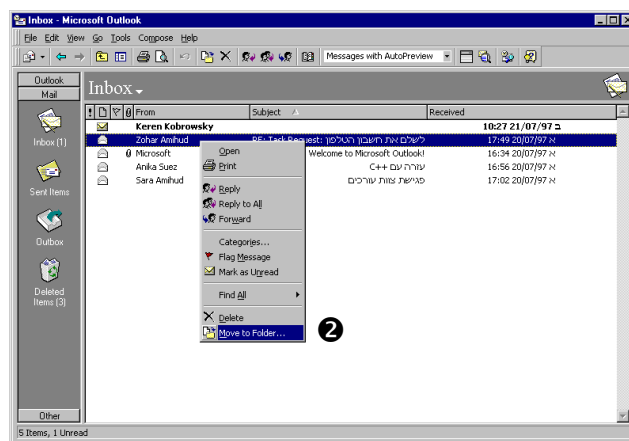 Inbox - Microsoft Outlook
File Edit View Go Tools Compose Help
Messages with AutoPreview
Outlook
Mail
Inbox
! From Subject Received
Keren Kobrowsky 10:27 21/07/97 ב
Zohar Amihud RE: Task Request: לשלם את חשבון הטלפון 17:49 20/07/97 א
Microsoft Welcome to Microsoft Outlook! 16:34 20/07/97 א
Anika Suez עזרה עם C++ 16:56 20/07/97 א
Sara Amihud פגישת צוות עורכים 17:02 20/07/97 א
Inbox (1)
Sent Items
Outbox
Deleted
Items (3)
Open
Print
Reply
Reply to All
Forward
Categories...
Flag Message
Mark as Unread
Find All
Delete
Move to Folder...
2
Other
5 Items, 1 Unread